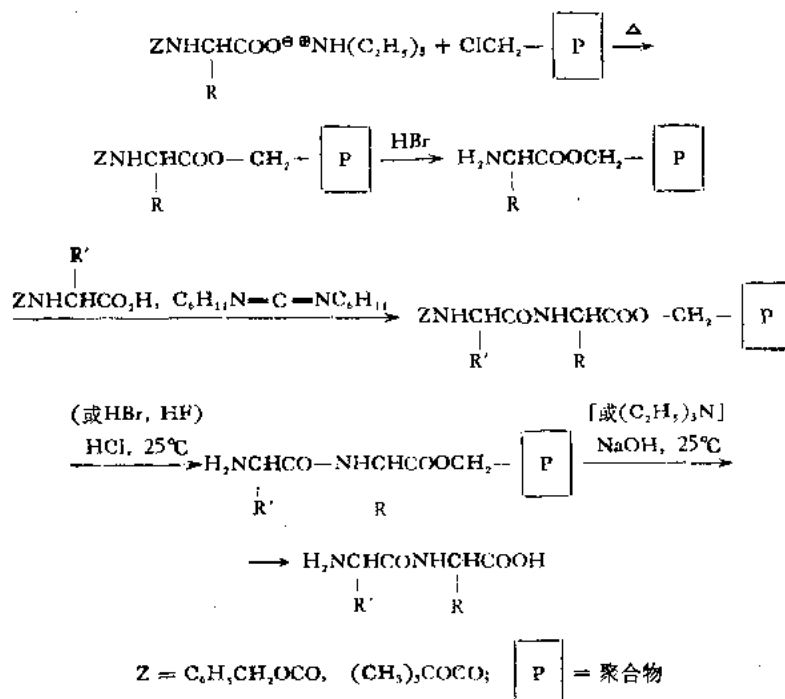 ZNHCHCOO⊖ ⊕NH(C₂H₅)₃ + ClCH₂— P △
R
ZNHCHCOO—CH₂— P HBr H₂NCHCOOCH₂— P
R R
R′
ZNHCHCO₂H, C₆H₁₁N=C=NC₆H₁₁ ZNHCHCONHCHCOO-CH₂— P
R′ R
(或HBr, HF) [或(C₂H₅)₃N]
HCl, 25℃ H₂NCHCO—NHCHCOOCH₂— P NaOH, 25℃
R′ R
H₂NCHCONHCHCOOH
R′ R
Z = C₆H₅CH₂OCO, (CH₃)₃COCO; P = 聚合物